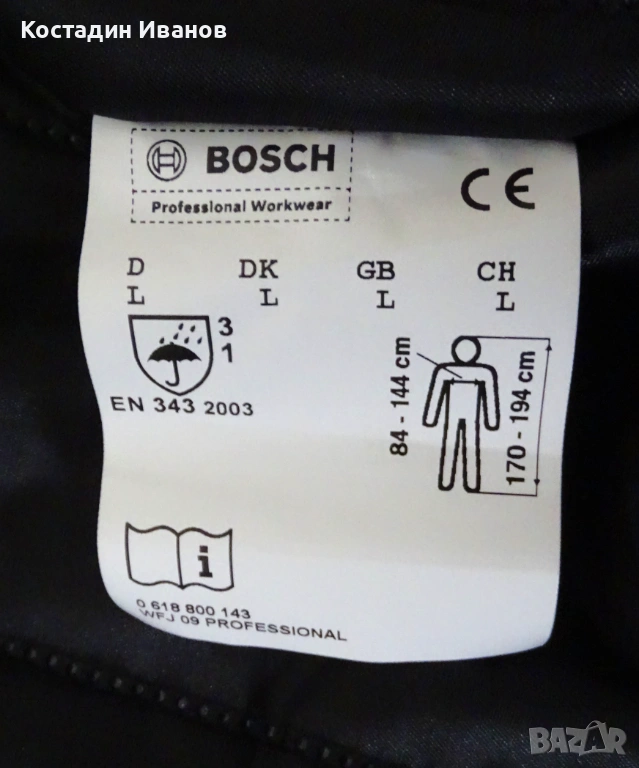 Костадин Иванов
BOSCH
Professional Workwear
CE
D DK GB CH
L L L L
3
1
EN 343 2003
84 - 144 cm
170 - 194 cm
i
0 618 800 143
WFJ 09 PROFESSIONAL
BAZAR